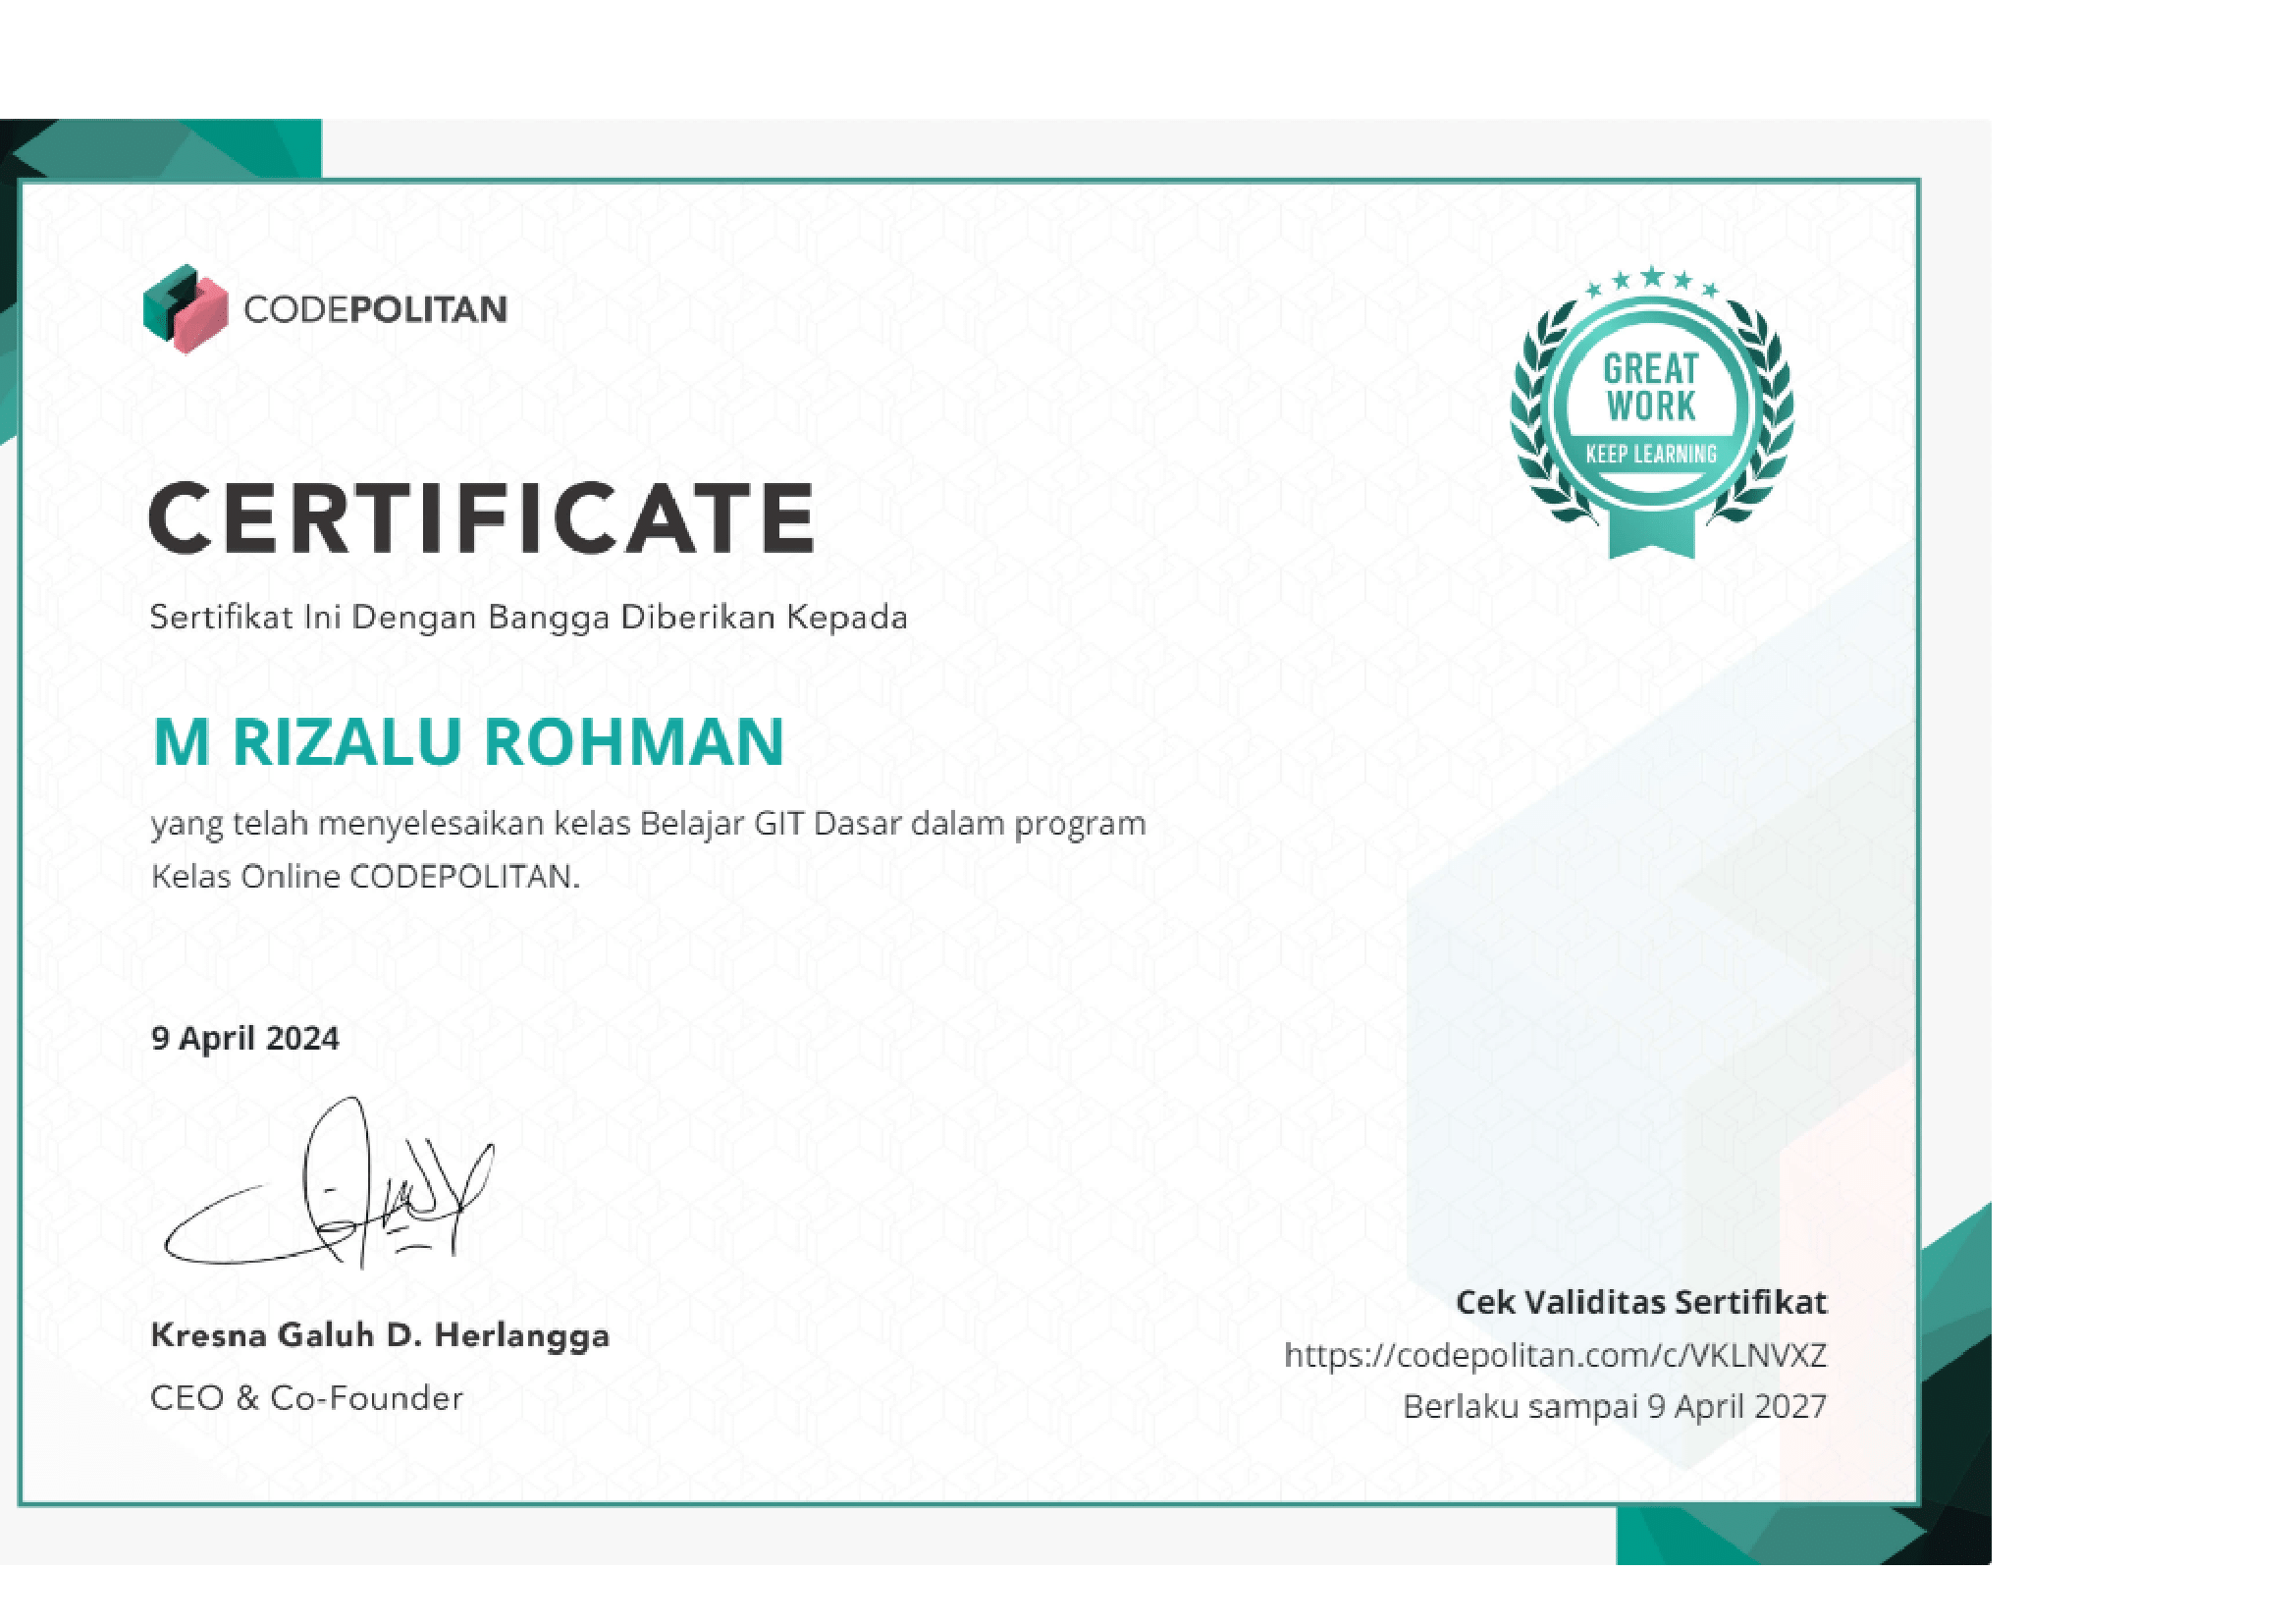 CODEPOLITAN
GREAT
WORK
KEEP LEARNING
CERTIFICATE
Sertifikat Ini Dengan Bangga Diberikan Kepada
M RIZALU ROHMAN
yang telah menyelesaikan kelas Belajar GIT Dasar dalam program
Kelas Online CODEPOLITAN.
9 April 2024
Kresna Galuh D. Herlangga
CEO & Co-Founder
Cek Validitas Sertifikat
https://codepolitan.com/c/VKLNVXZ
Berlaku sampai 9 April 2027